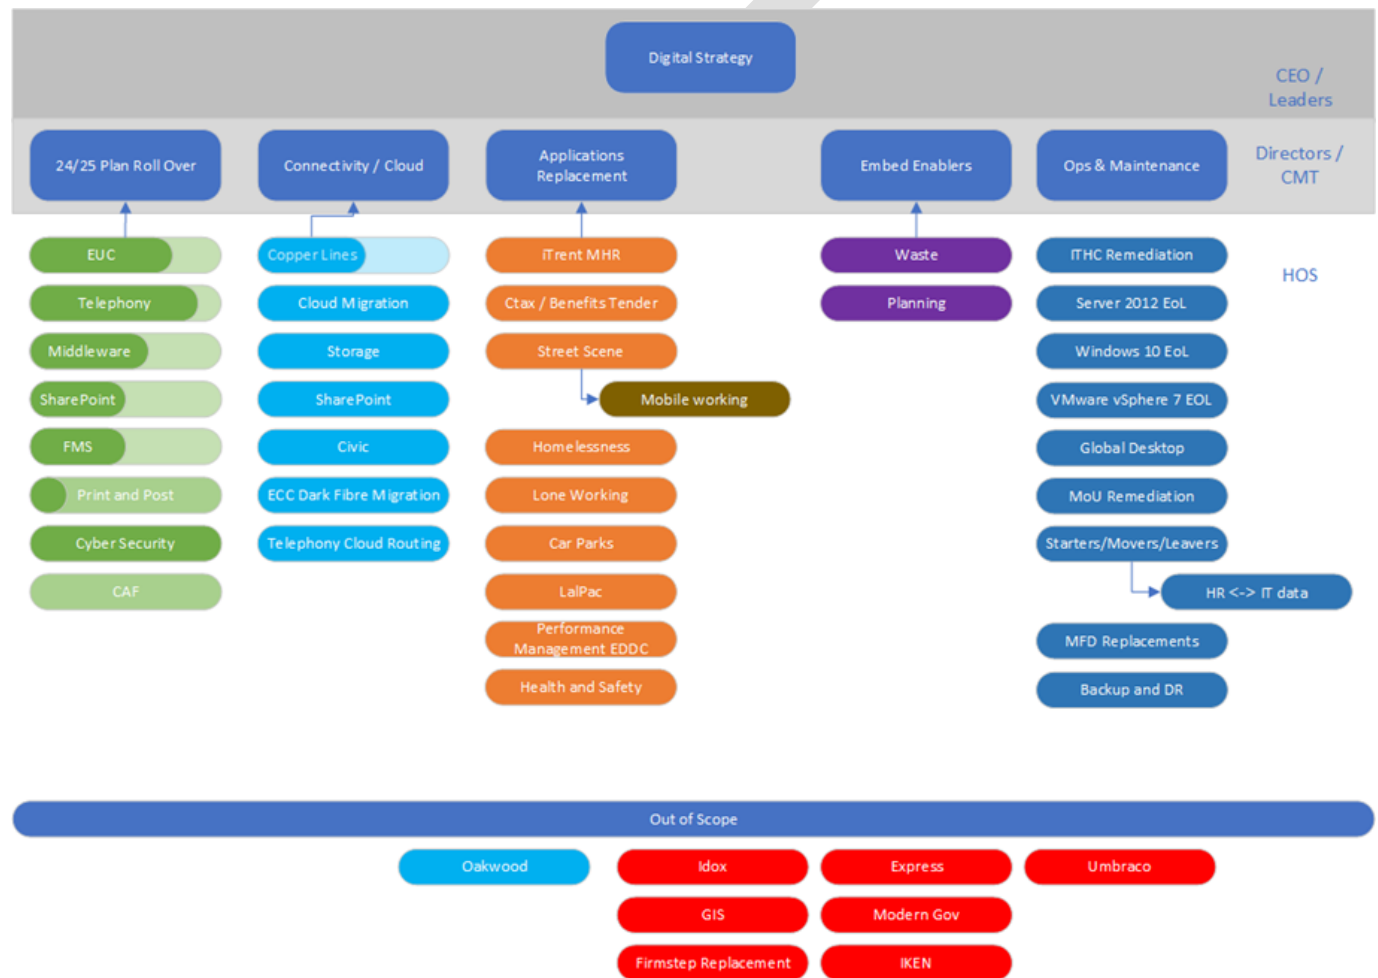 Digital Strategy
CEO /
Leaders
24/25 Plan Roll Over
Connectivity / Cloud
Applications
Replacement
Embed Enablers
Ops & Maintenance
Directors /
CMT
HOS
EUC
Telephony
Middleware
SharePoint
FMS
Print and Post
Cyber Security
CAF
Copper Lines
Cloud Migration
Storage
SharePoint
Civic
ECC Dark Fibre Migration
Telephony Cloud Routing
iTrent MHR
Ctax / Benefits Tender
Street Scene
Mobile working
Homelessness
Lone Working
Car Parks
LalPac
Performance
Management EDDC
Health and Safety
Waste
Planning
ITHC Remediation
Server 2012 EoL
Windows 10 EoL
VMware vSphere 7 EOL
Global Desktop
MoU Remediation
Starters/Movers/Leavers
HR <-> IT data
MFD Replacements
Backup and DR
Out of Scope
Oakwood
Idox
Express
Umbraco
GIS
Modern Gov
Firmstep Replacement
IKEN